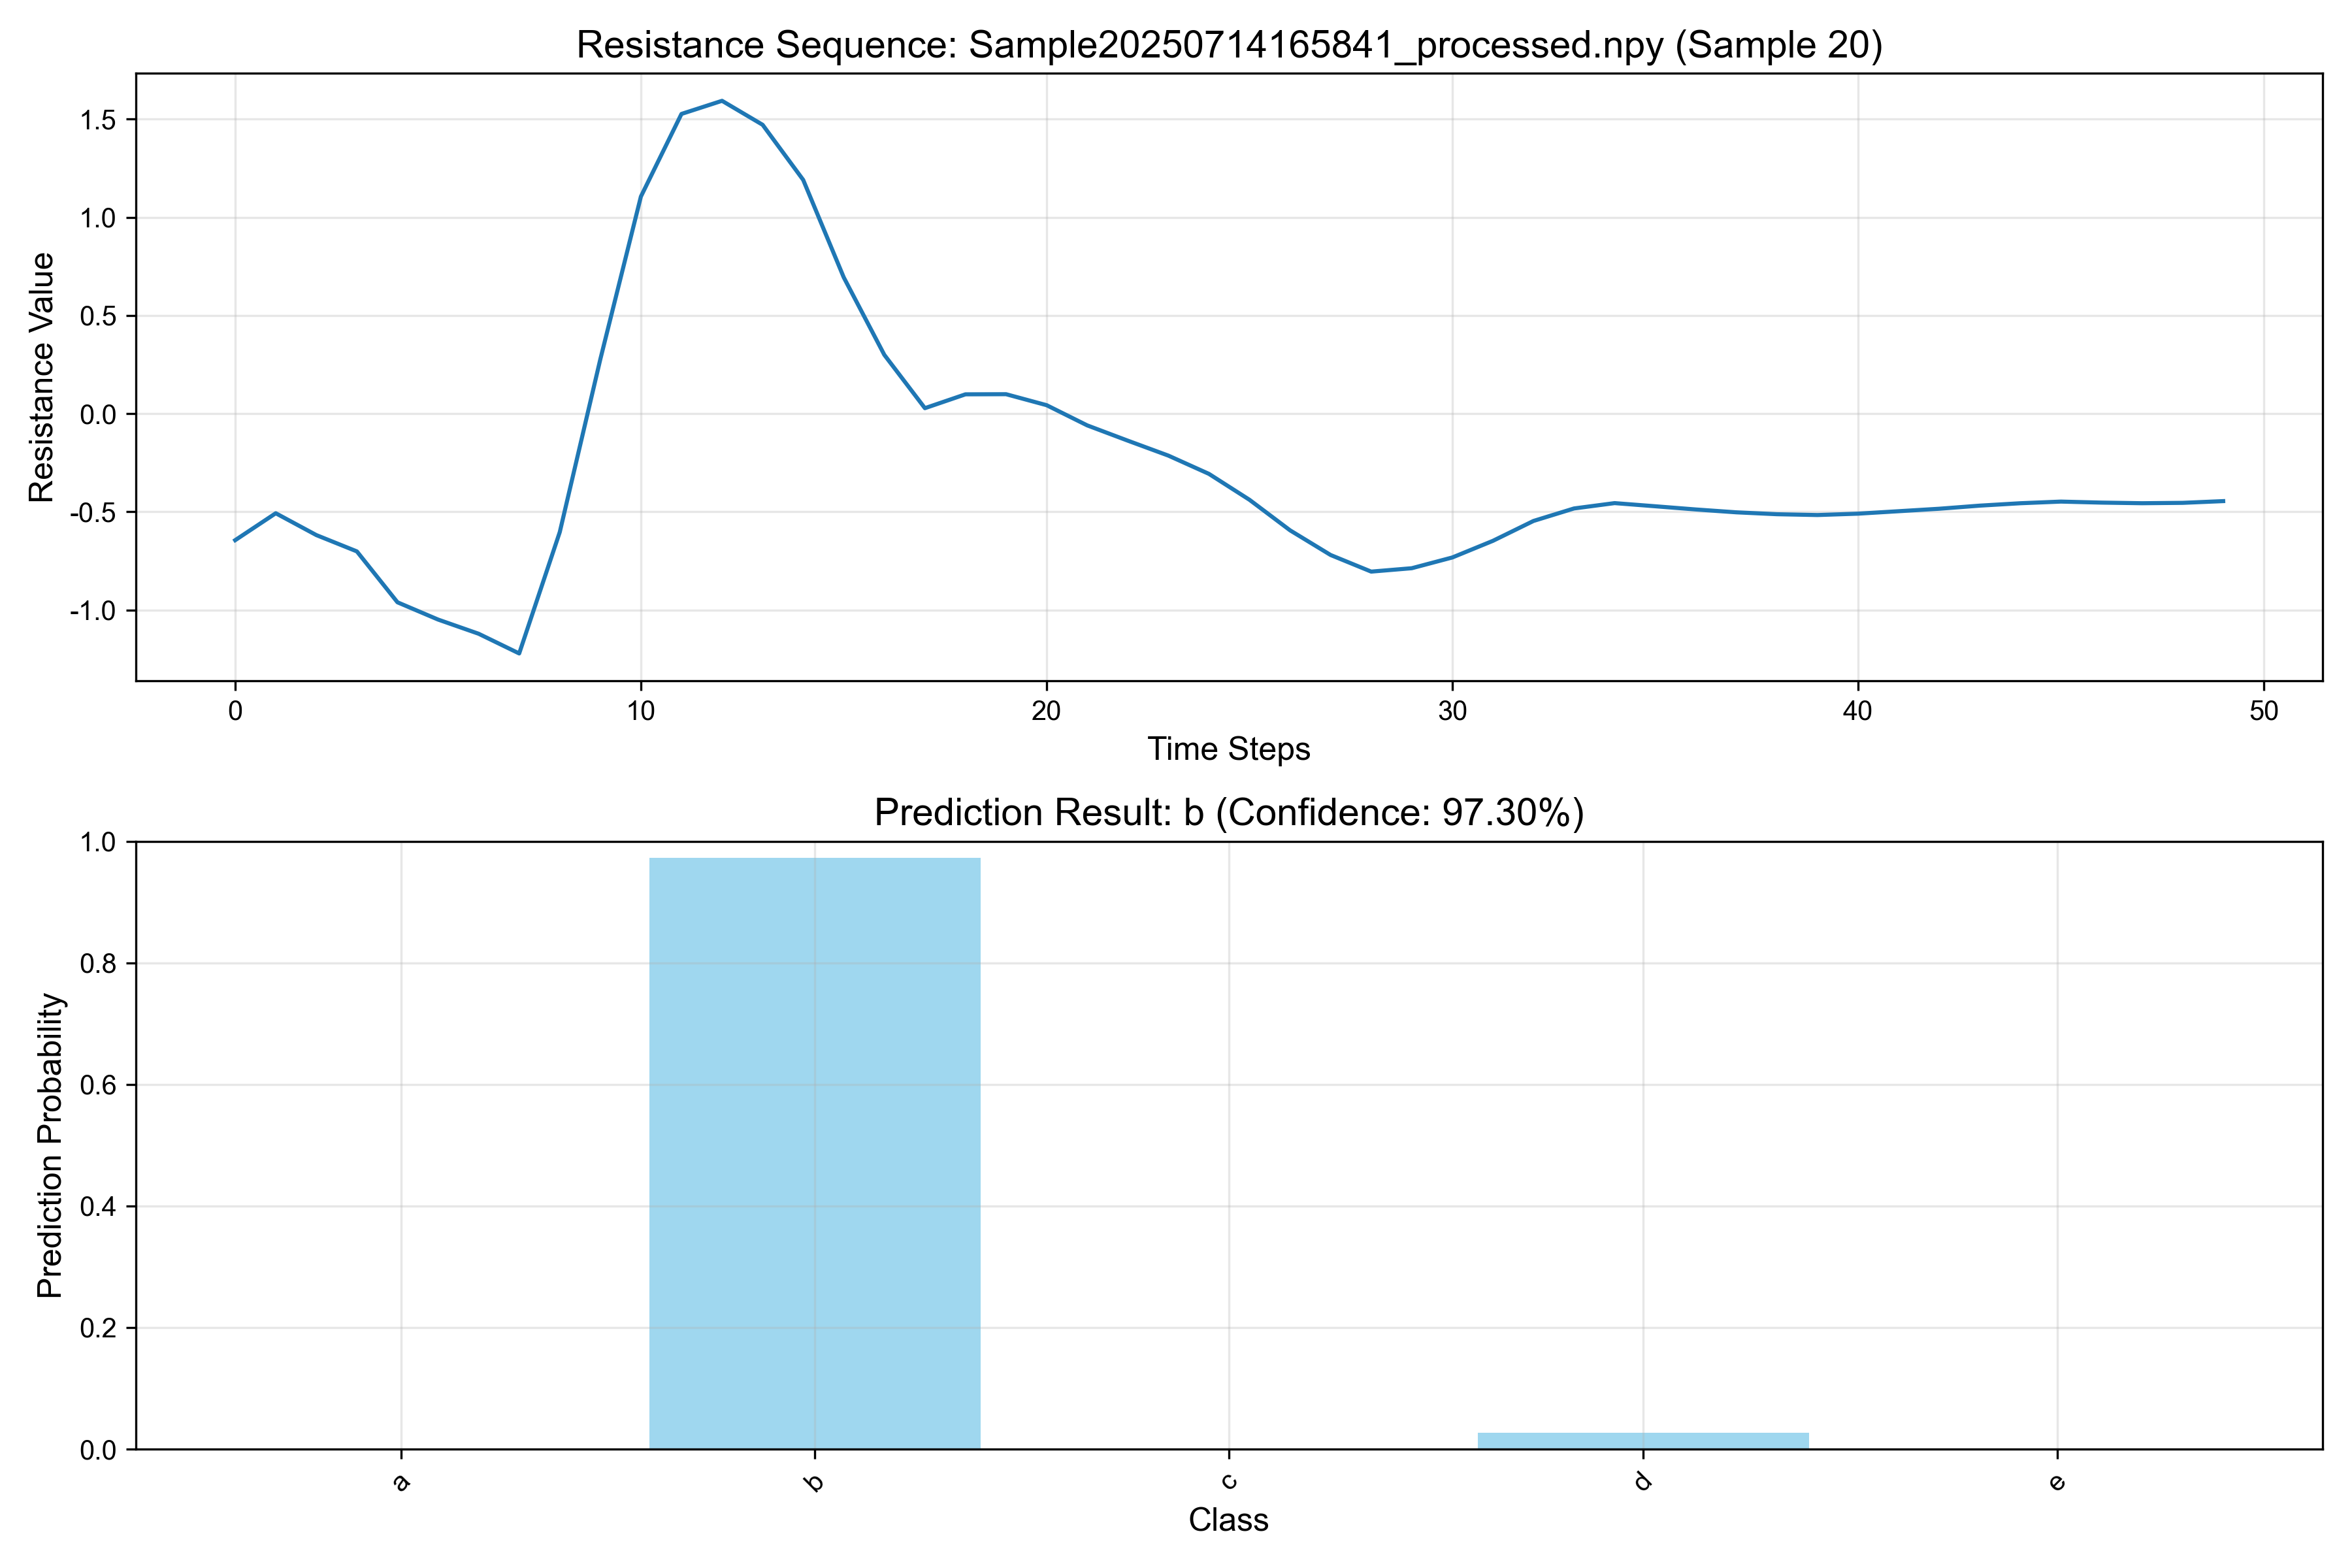 Resistance Sequence: Sample20250714165841_processed.npy (Sample 20)
Resistance Value
1.5
1.0
0.5
0.0
-0.5
-1.0
0 10 20 30 40 50
Time Steps
Prediction Result: b (Confidence: 97.30%)
Prediction Probability
1.0
0.8
0.6
0.4
0.2
0.0
a b c d e
Class